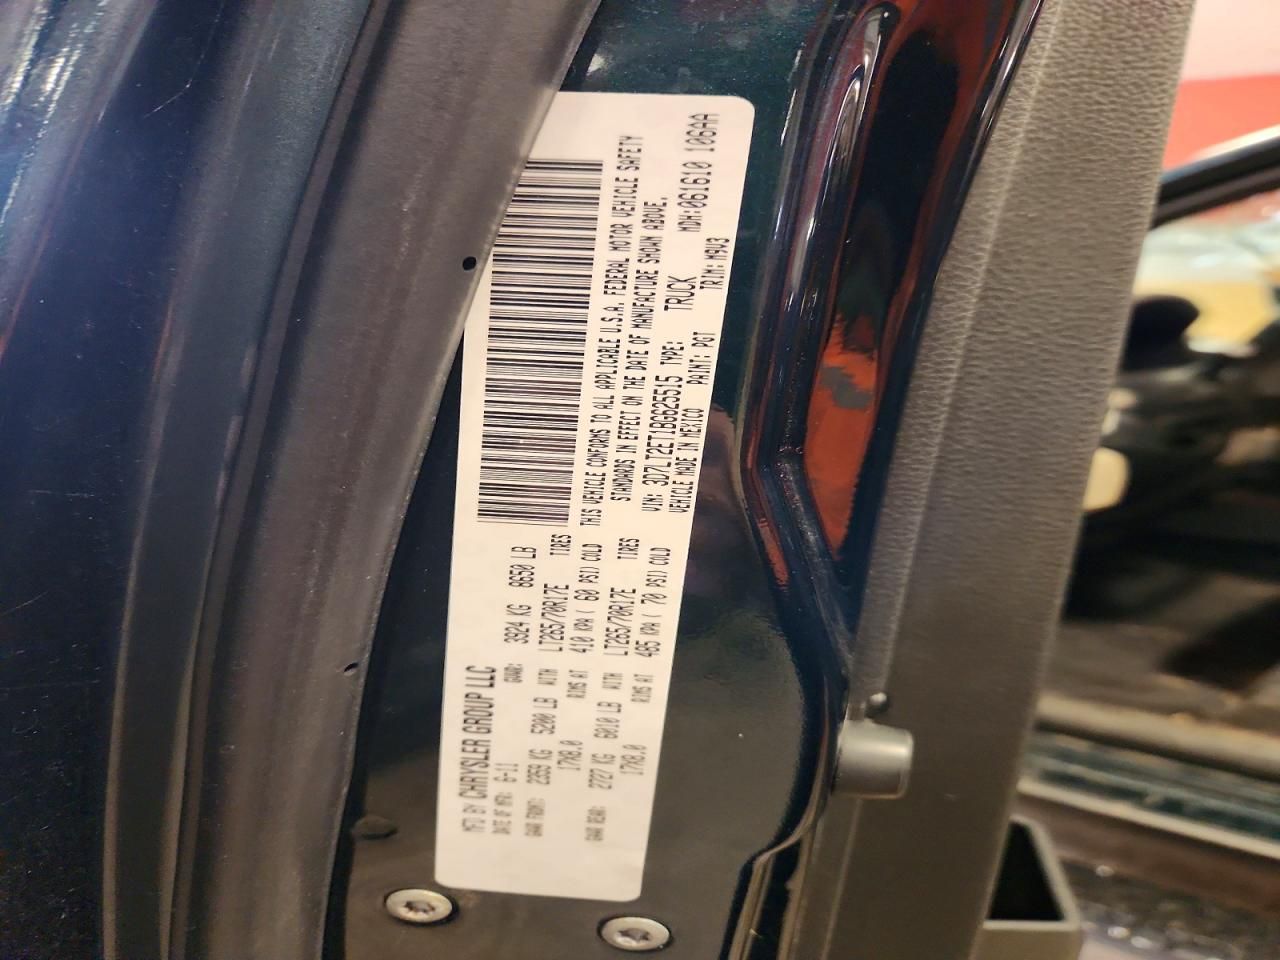 MFD BY CHRYSLER GROUP LLC
DATE OF MFR: 6-11 GVWR: 3924 KG 8650 LB
GAWR FRONT: 2359 KG 5200 LB WITH LT265/70R17E TIRES
17X8.0 RIMS AT 410 KPA ( 60 PSI) COLD
GAWR REAR: 2727 KG 6010 LB WITH LT265/70R17E TIRES
17X8.0 RIMS AT 485 KPA ( 70 PSI) COLD
THIS VEHICLE CONFORMS TO ALL APPLICABLE U.S.A. FEDERAL MOTOR VEHICLE SAFETY
STANDARDS IN EFFECT ON THE DATE OF MANUFACTURE SHOWN ABOVE.
VIN: 3D7LT2ET1BG625515 TYPE: TRUCK MDH: 061610 106AA
VEHICLE MADE IN MEXICO PAINT: PGT TRIM: M9V3